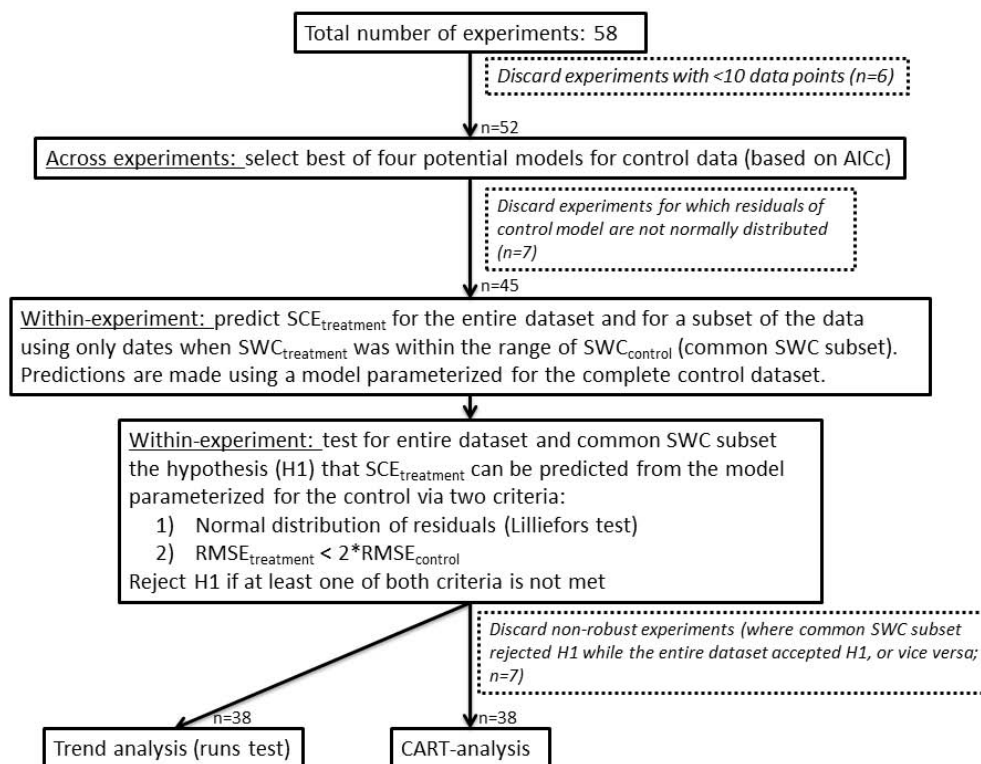 Total number of experiments: 58
Discard experiments with <10 data points (n=6)
n=52
Across experiments: select best of four potential models for control data (based on AICc)
Discard experiments for which residuals of
control model are not normally distributed
(n=7)
n=45
Within-experiment: predict SCEtreatment for the entire dataset and for a subset of the data
using only dates when SWCtreatment was within the range of SWCcontrol (common SWC subset).
Predictions are made using a model parameterized for the complete control dataset.
Within-experiment: test for entire dataset and common SWC subset
the hypothesis (H1) that SCEtreatment can be predicted from the model
parameterized for the control via two criteria:
1) Normal distribution of residuals (Lilliefors test)
2) RMSEtreatment < 2*RMSEcontrol
Reject H1 if at least one of both criteria is not met
Discard non-robust experiments (where common SWC subset
rejected H1 while the entire dataset accepted H1, or vice versa;
n=7)
n=38
n=38
Trend analysis (runs test)
CART-analysis